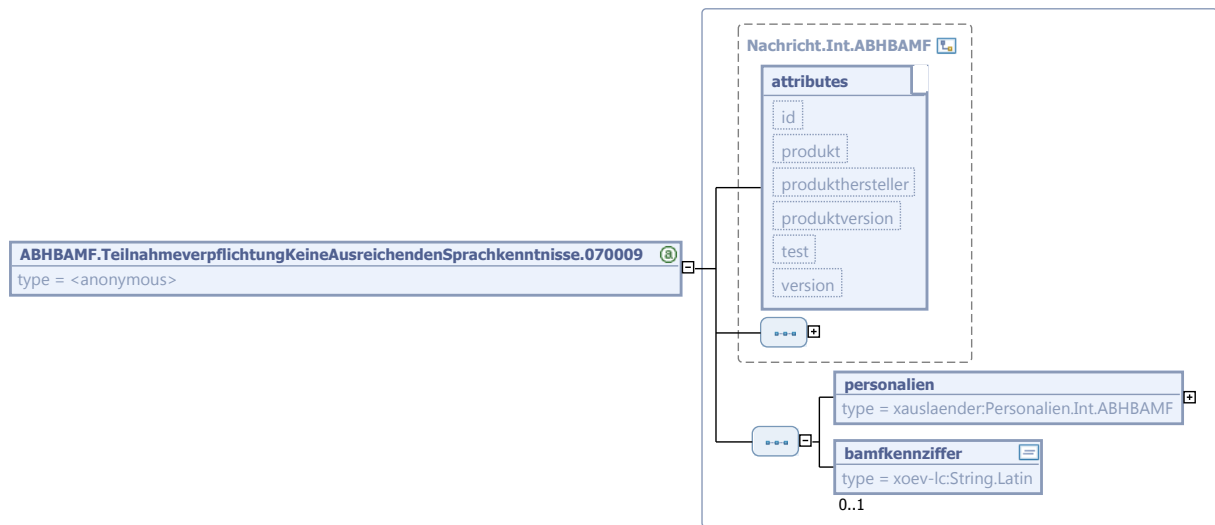 Nachricht.Int.ABHBAMF
attributes
id
produkt
produkthersteller
produktversion
test
version
ABHBAMF.TeilnahmeverpflichtungKeineAusreichendenSprachkenntnisse.070009 a
type = <anonymous>
personalien
type = xauslaender:Personalien.Int.ABHBAMF
bamfkennziffer
type = xoev-lc:String.Latin
0..1